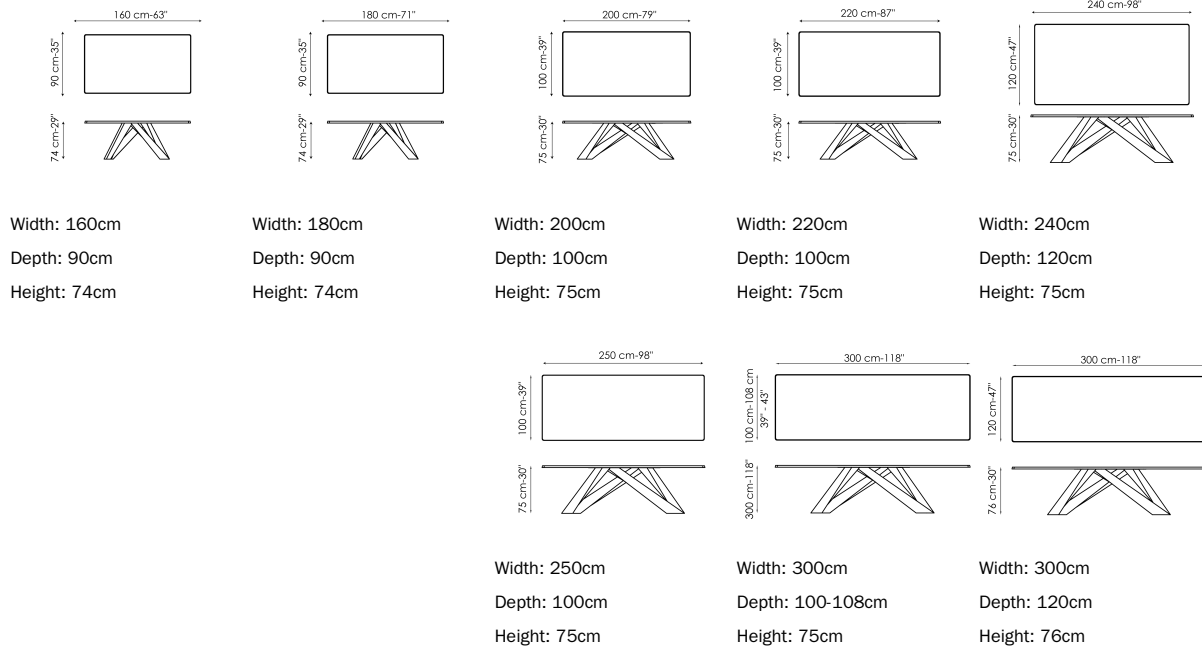 160 cm-63"
90 cm-35"
74 cm-29"
Width: 160cm
Depth: 90cm
Height: 74cm
180 cm-71"
90 cm-35"
74 cm-29"
Width: 180cm
Depth: 90cm
Height: 74cm
200 cm-79"
100 cm-39"
75 cm-30"
Width: 200cm
Depth: 100cm
Height: 75cm
220 cm-87"
100 cm-39"
75 cm-30"
Width: 220cm
Depth: 100cm
Height: 75cm
240 cm-98"
120 cm-47"
75 cm-30"
Width: 240cm
Depth: 120cm
Height: 75cm
250 cm-98"
100 cm-39"
75 cm-30"
Width: 250cm
Depth: 100cm
Height: 75cm
300 cm-118"
100 cm-108 cm
39" - 43"
300 cm-118"
Width: 300cm
Depth: 100-108cm
Height: 75cm
300 cm-118"
120 cm-47"
76 cm-30"
Width: 300cm
Depth: 120cm
Height: 76cm